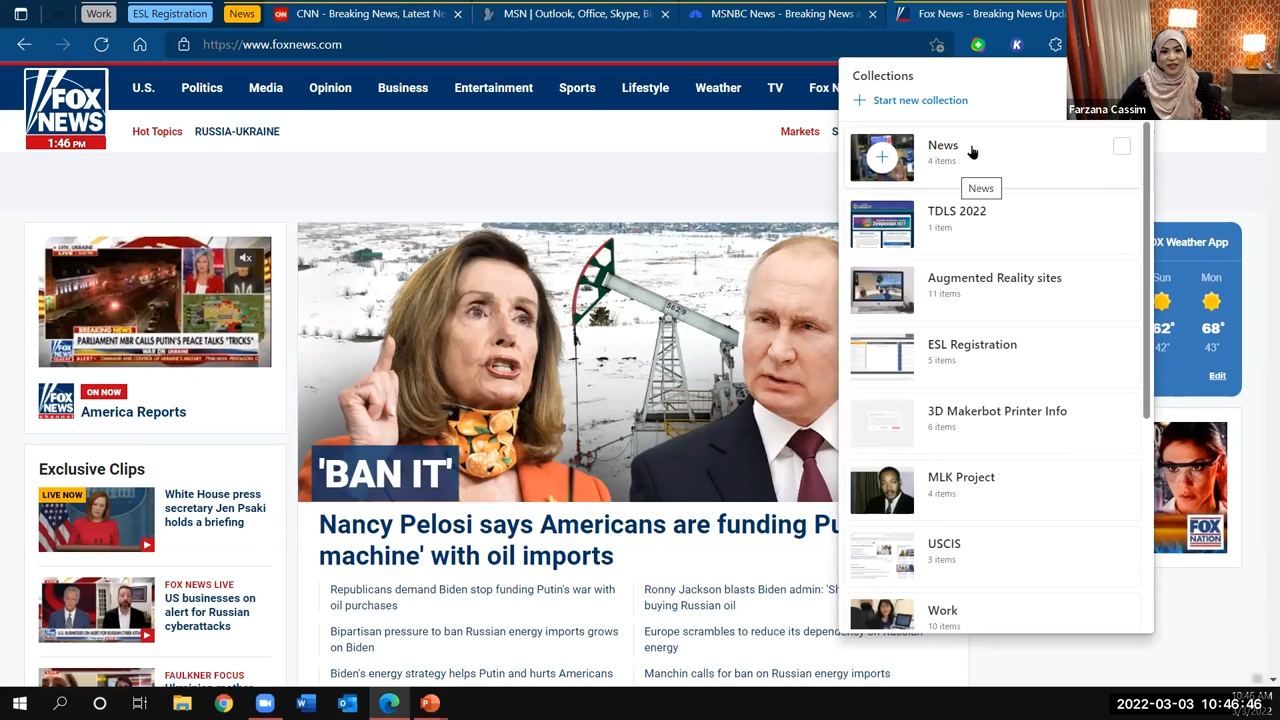 Work
ESL Registration
News
CNN - Breaking News, Latest Ne
MSN | Outlook, Office, Skype, Bi
MSNBC News - Breaking News a
Fox News - Breaking News Upd
https://www.foxnews.com
Farzana Cassim
FOX
NEWS
1:46 PM
U.S.
Politics
Media
Opinion
Business
Entertainment
Sports
Lifestyle
Weather
TV
Fox N
Hot Topics
RUSSIA-UKRAINE
Markets
S
Collections
Start new collection
News
4 items
News
TDLS 2022
1 item
Augmented Reality sites
11 items
ESL Registration
5 items
3D Makerbot Printer Info
6 items
MLK Project
4 items
USCIS
3 items
Work
10 items
LVIV, UKRAINE
BREAKING NEWS
PARLIAMENT MBR CALLS PUTIN'S PEACE TALKS "TRICKS"
WAR ON UKRAINE
ON NOW
America Reports
Exclusive Clips
LIVE NOW
White House press
secretary Jen Psaki
holds a briefing
FOX NEWS LIVE
US businesses on
alert for Russian
cyberattacks
FAULKNER FOCUS
'BAN IT'
Nancy Pelosi says Americans are funding Pu
machine' with oil imports
Republicans demand Biden stop funding Putin's war with
oil purchases
Bipartisan pressure to ban Russian energy imports grows
on Biden
Biden's energy strategy helps Putin and hurts Americans
Ronny Jackson blasts Biden admin: 'Sh
buying Russian oil
Europe scrambles to reduce its dependency on Russian
energy
Manchin calls for ban on Russian energy imports
OX Weather App
Sun
Mon
62°
68°
42°
43°
Edit
FOX
NATION
2022-03-03 10:46:46